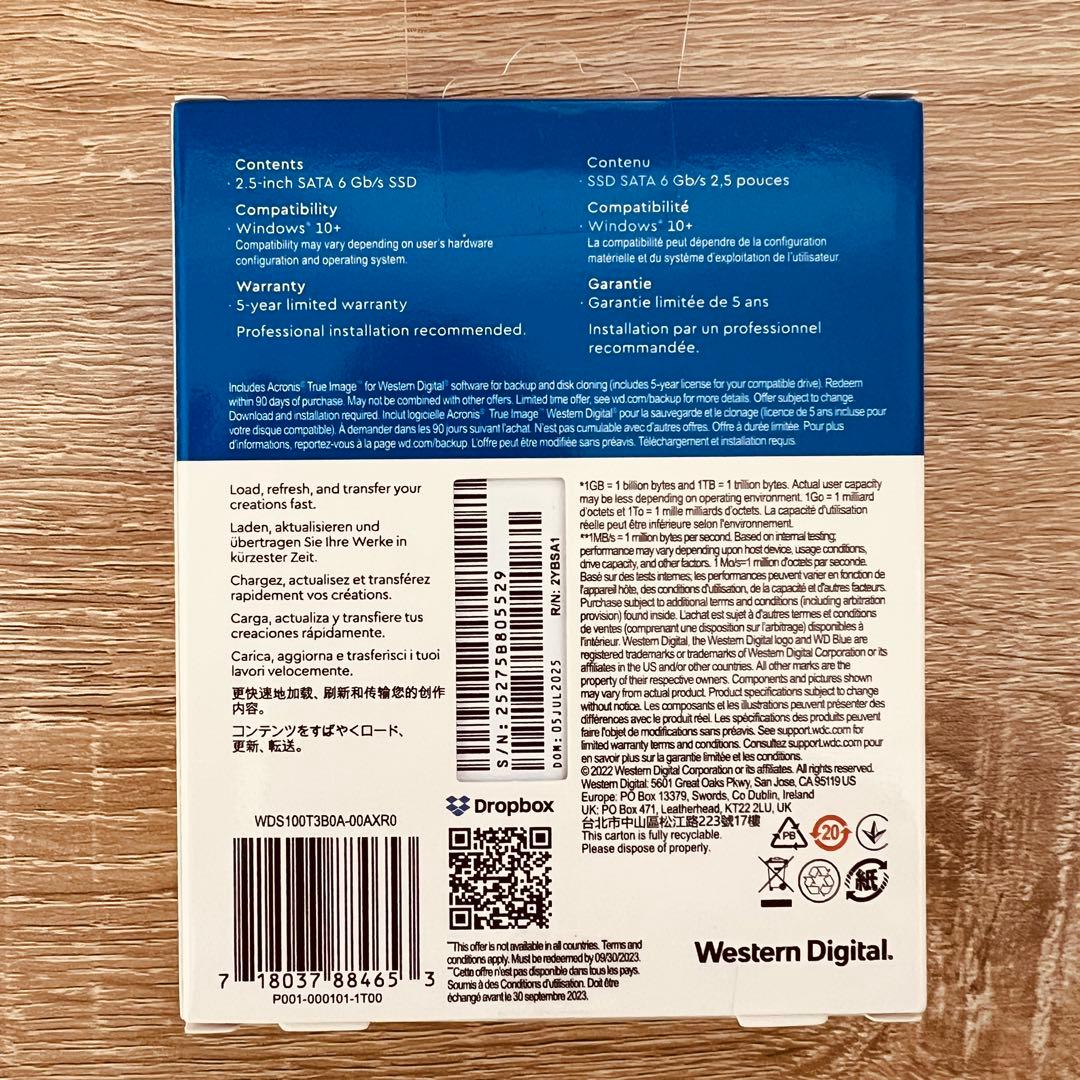 Contents
· 2.5-inch SATA 6 Gb/s SSD
Compatibility
· Windows® 10+
Compatibility may vary depending on user's hardware
configuration and operating system.
Warranty
· 5-year limited warranty
Professional installation recommended.
Contenu
· SSD SATA 6 Gb/s 2,5 pouces
Compatibilité
· Windows® 10+
La compatibilité peut dépendre de la configuration
matérielle et du système d'exploitation de l'utilisateur
Garantie
· Garantie limitée de 5 ans
Installation par un professionnel
recommandée.
Includes Acronis® True Image™ for Western Digital® software for backup and disk cloning (includes 5-year license for your compatible drive). Redeem
within 90 days of purchase. May not be combined with other offers. Limited time offer, see wd.com/backup for more details. Offer subject to change.
Download and installation required. Inclut logicielle Acronis® True Image™ Western Digital® pour la sauvegarde et le clonage (licence de 5 ans incluse pour
votre disque compatible). À demander dans les 90 jours suivant l'achat. N'est pas cumulable avec d'autres offres. Offre à durée limitée. Pour plus
d'informations, reportez-vous à la page wd.com/backup. L'offre peut être modifiée sans préavis. Téléchargement et installation requis.
Load, refresh, and transfer your
creations fast.
Laden, aktualisieren und
übertragen Sie Ihre Werke in
kürzester Zeit.
Chargez, actualisez et transférez
rapidement vos créations.
Carga, actualiza y transfiere tus
creaciones rápidamente.
Carica, aggiorna e trasferisci i tuoi
lavori velocemente.
更快速地加载、刷新和传输您的创作
内容。
コンテンツをすばやくロード、
更新、転送。
S/N: 25275B805529
R/N: 2YBSA1
DOM: 05JUL2025
*1GB = 1 billion bytes and 1TB = 1 trillion bytes. Actual user capacity
may be less depending on operating environment. 1Go = 1 milliard
d'octets et 1To = 1 mille milliards d'octets. La capacité d'utilisation
réelle peut être inférieure selon l'environnement.
**1MB/s = 1 million bytes per second. Based on internal testing;
performance may vary depending upon host device, usage conditions,
drive capacity, and other factors. 1 Mo/s=1 million d'octets par seconde.
Basé sur des tests internes; les performances peuvent varier en fonction de
l'appareil hôte, des conditions d'utilisation, de la capacité et d'autres facteurs.
Purchase subject to additional terms and conditions (including arbitration
provision) found inside. L'achat est sujet à d'autres termes et conditions
de ventes (comprenant une disposition sur l'arbitrage) disponibles à
l'intérieur. Western Digital, the Western Digital logo and WD Blue are
registered trademarks or trademarks of Western Digital Corporation or its
affiliates in the US and/or other countries. All other marks are the
property of their respective owners. Components and pictures shown
may vary from actual product. Product specifications subject to change
without notice. Les composants et les illustrations peuvent présenter des
différences avec le produit réel. Les spécifications des produits peuvent
faire l'objet de modifications sans préavis. See support.wdc.com for
limited warranty terms and conditions. Consultez support.wdc.com pour
en savoir plus sur la garantie limitée et les conditions.
© 2022 Western Digital Corporation or its affiliates. All rights reserved.
Western Digital: 5601 Great Oaks Pkwy, San Jose, CA 95119 US
Europe: PO Box 13379, Swords, Co Dublin, Ireland
UK: PO Box 471, Leatherhead, KT22 2LU, UK
台北市中山區松江路223號17樓
This carton is fully recyclable.
Please dispose of properly.
PB
20
紙
Dropbox
WDS100T3B0A-00AXR0
7 18037 88465 3
P001-000101-1T00
™This offer is not available in all countries. Terms and
conditions apply. Must be redeemed by 09/30/2023.
™Cette offre n'est pas disponible dans tous les pays.
Soumis à des Conditions d'utilisation. Doit être
échangé avant le 30 septembre 2023.
Western Digital.